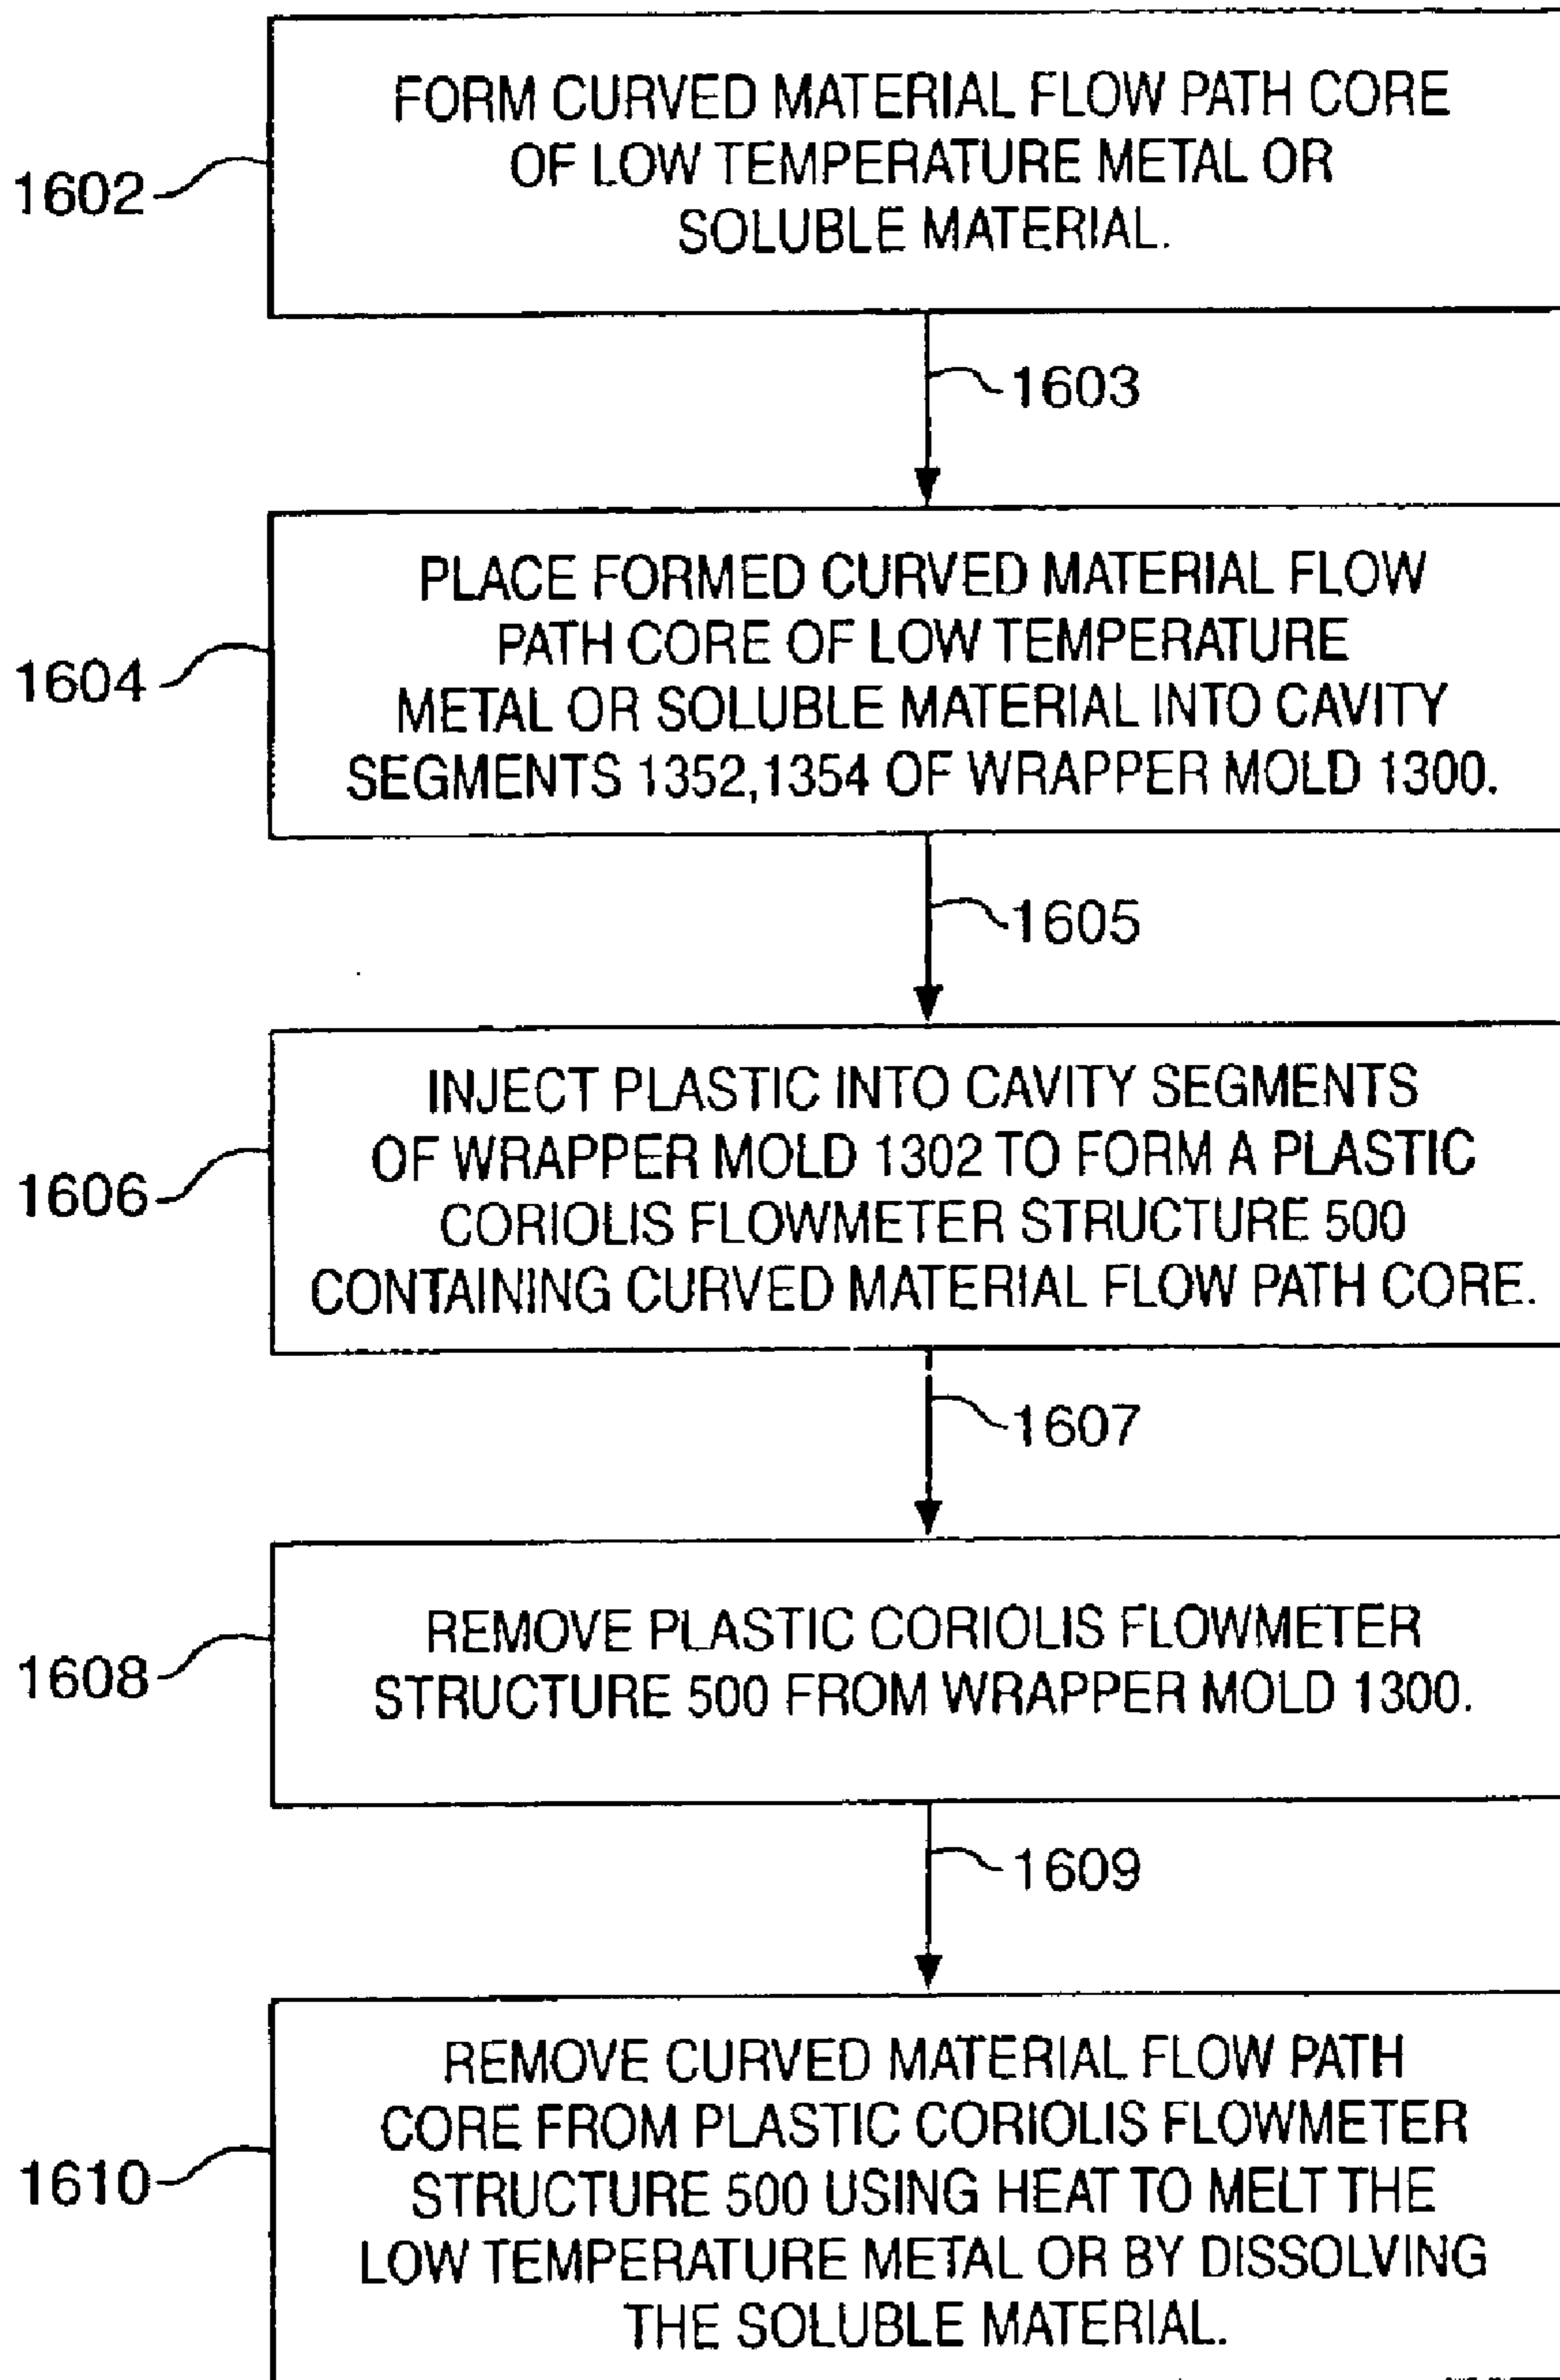 FORM CURVED MATERIAL FLOW PATH CORE
OF LOW TEMPERATURE METAL OR
SOLUBLE MATERIAL.
1602
1603
PLACE FORMED CURVED MATERIAL FLOW
PATH CORE OF LOW TEMPERATURE
METAL OR SOLUBLE MATERIAL INTO CAVITY
SEGMENTS 1352,1354 OF WRAPPER MOLD 1300.
1604
1605
INJECT PLASTIC INTO CAVITY SEGMENTS
OF WRAPPER MOLD 1302 TO FORM A PLASTIC
CORIOLIS FLOWMETER STRUCTURE 500
CONTAINING CURVED MATERIAL FLOW PATH CORE.
1606
1607
REMOVE PLASTIC CORIOLIS FLOWMETER
STRUCTURE 500 FROM WRAPPER MOLD 1300.
1608
1609
REMOVE CURVED MATERIAL FLOW PATH
CORE FROM PLASTIC CORIOLIS FLOWMETER
STRUCTURE 500 USING HEAT TO MELT THE
LOW TEMPERATURE METAL OR BY DISSOLVING
THE SOLUBLE MATERIAL.
1610